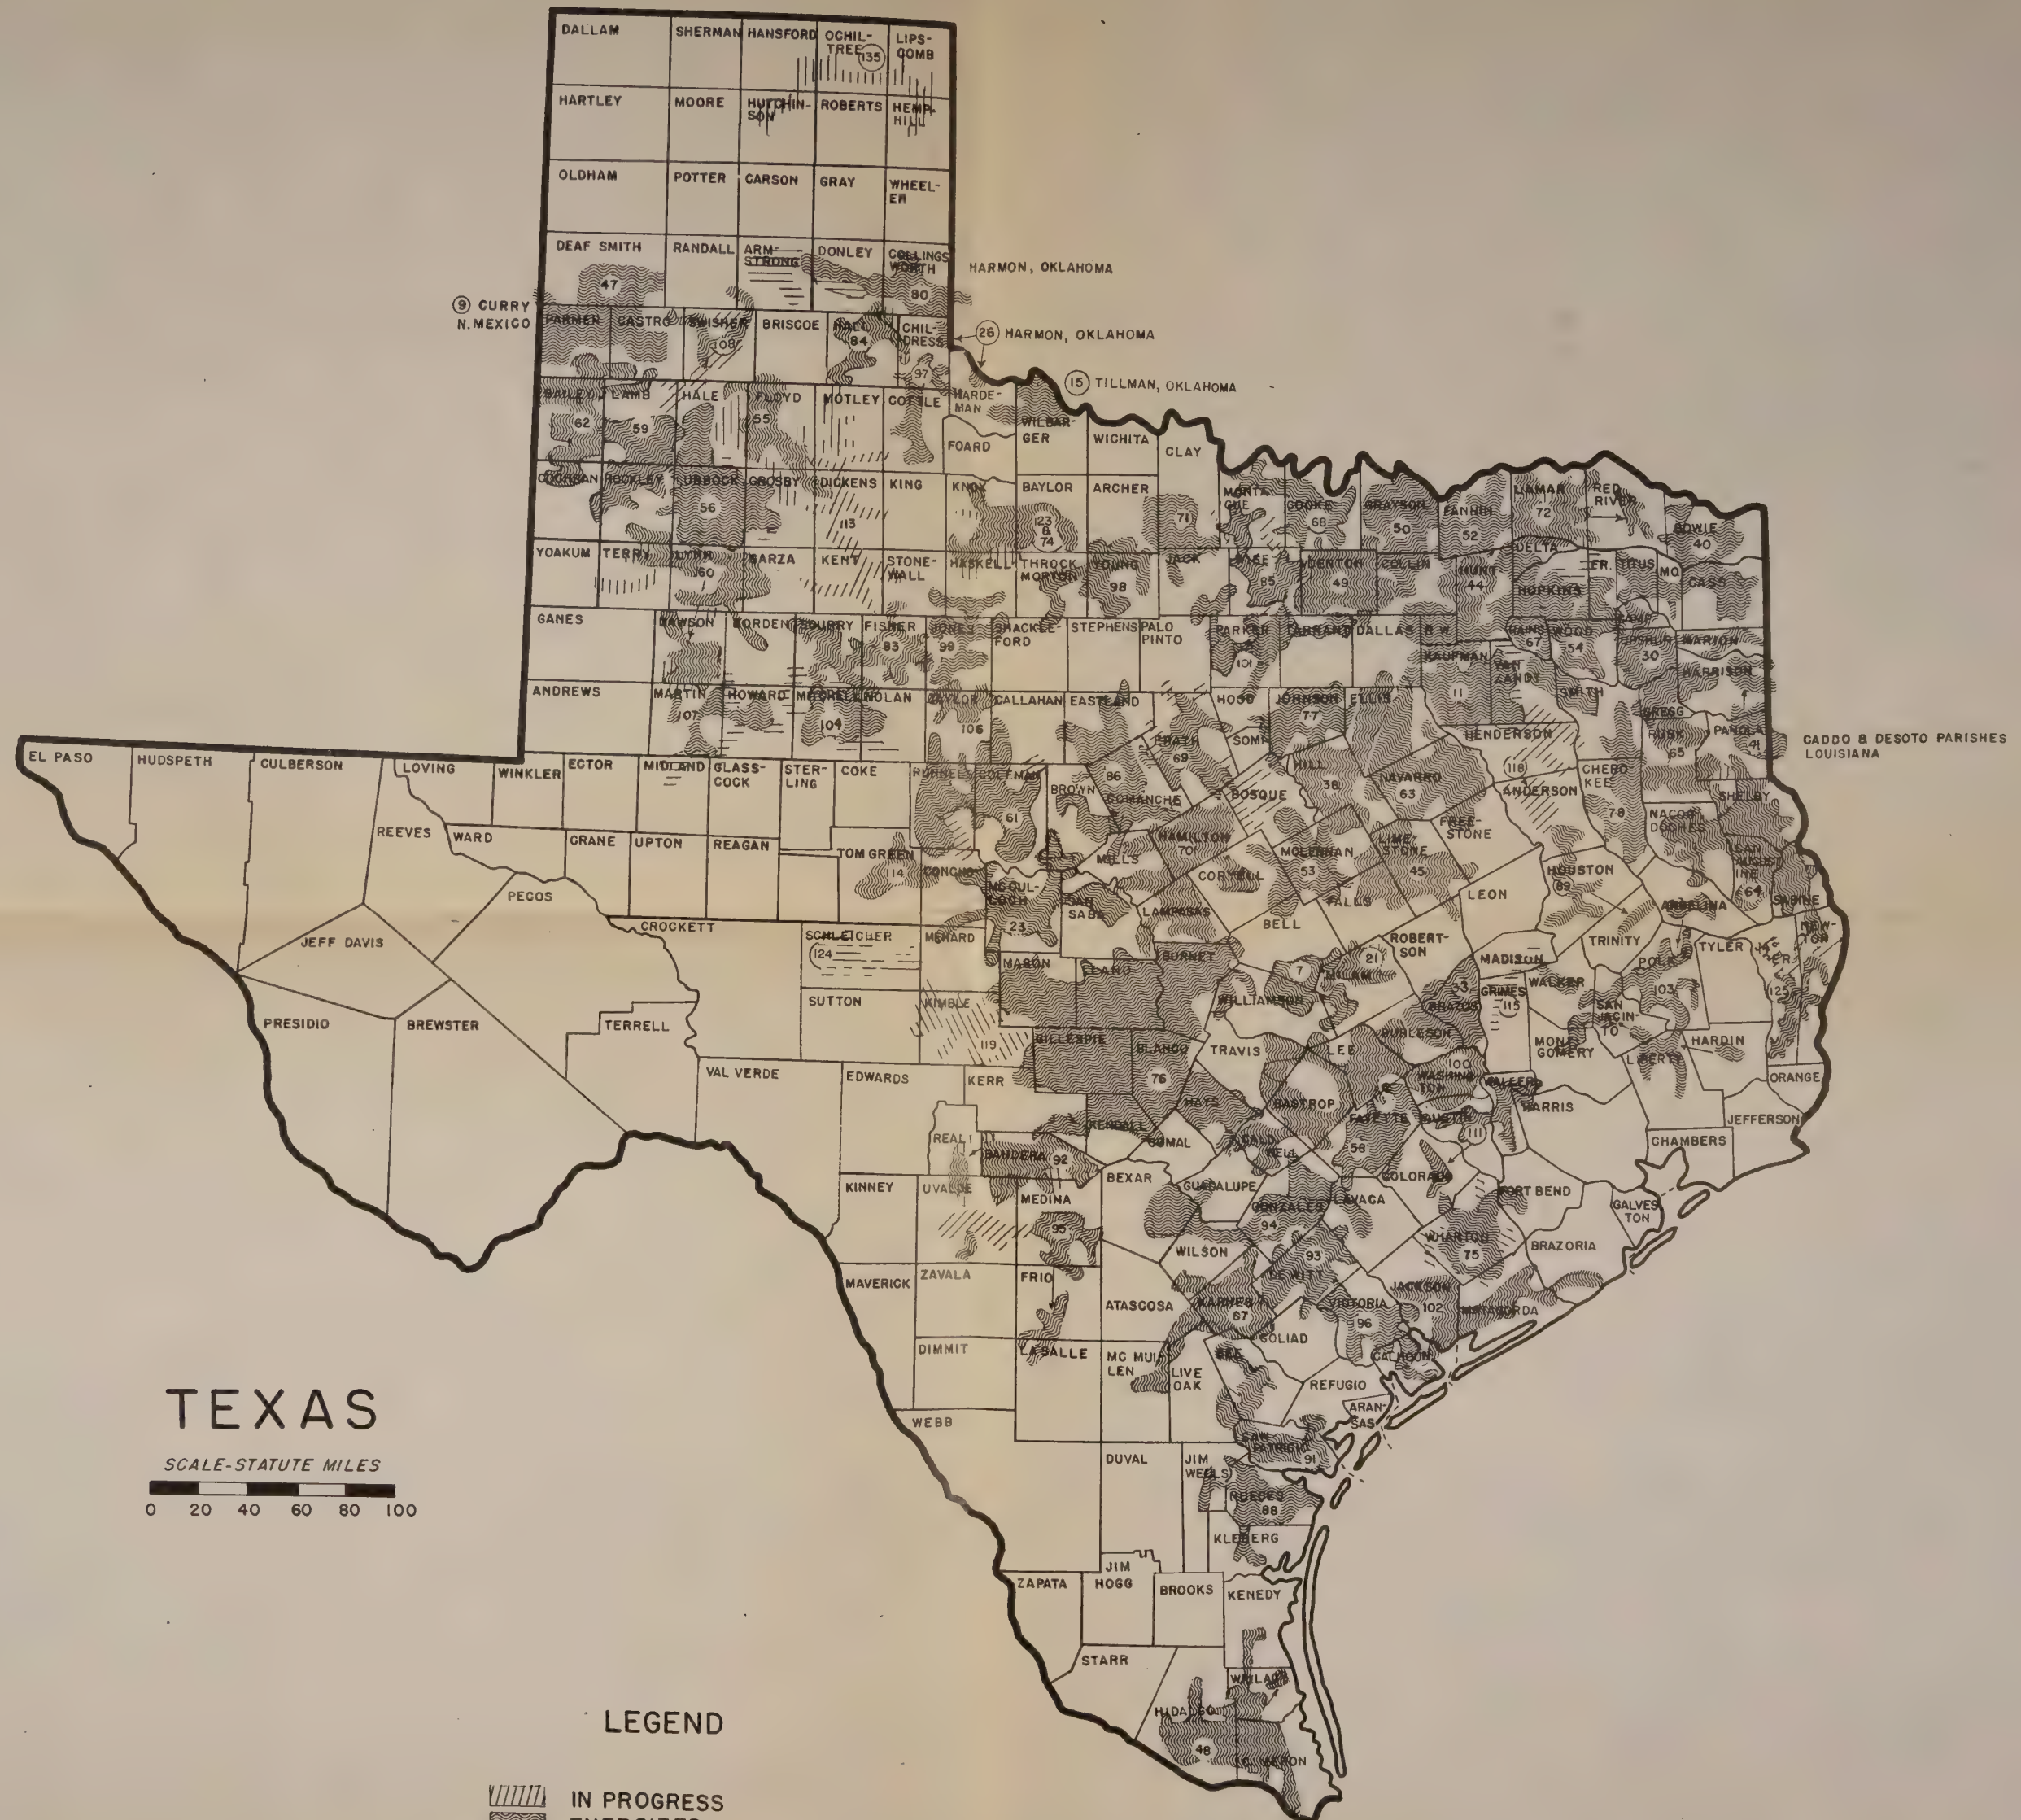 DALLAM
SHERMAN
HANSFORD
OCHIL-
TREE
135
LIPS-
COMB
HARTLEY
MOORE
HUTCHIN-
SON
ROBERTS
HEMP-
HILL
OLDHAM
POTTER
CARSON
GRAY
WHEEL-
ER
DEAF SMITH
47
RANDALL
ARM-
STRONG
DONLEY
COLLINGS
WORTH
80
HARMON, OKLAHOMA
9 CURRY
N. MEXICO
PARMER
CASTRO
SWISHER
108
BRISCOE
HALL
84
CHIL-
DRESS
97
26 HARMON, OKLAHOMA
15 TILLMAN, OKLAHOMA
BAILEY
62
LAMB
59
HALE
FLOYD
55
MOTLEY
COTTLE
HARDE-
MAN
FOARD
WILBAR-
GER
WICHITA
CLAY
71
COCHRAN
HOCKLEY
LUBBOCK
56
CROSBY
DICKENS
113
KING
KNOX
BAYLOR
123
&
74
ARCHER
MONTA-
GUE
COOKE
68
GRAYSON
50
FANNIN
52
LAMAR
72
RED
RIVER
BOWIE
40
YOAKUM
TERRY
LYNN
60
GARZA
KENT
STONE-
WALL
HASKELL
THROCK
MORTON
YOUNG
98
JACK
WISE
85
DENTON
49
COLLIN
HUNT
44
DELTA
HOPKINS
FR.
TITUS
MO.
CASS
GANES
DAWSON
BORDEN
SCURRY
FISHER
83
JONES
99
SHACKLE-
FORD
STEPHENS
PALO
PINTO
PARKER
101
TARRANT
DALLAS
R.W.
KAUFMAN
11
RAINS
67
VAN
ZANDT
WOOD
54
CAMP
UPSHUR
30
MARION
HARRISON
SMITH
GREGG
ANDREWS
MARTIN
107
HOWARD
MITCHELL
104
NOLAN
TAYLOR
106
CALLAHAN
EASTLAND
ERATH
69
HOOD
SOM'R
JOHNSON
77
ELLIS
HENDERSON
RUSK
65
PANOLA
41
CADDO & DESOTO PARISHES
LOUISIANA
EL PASO
HUDSPETH
CULBERSON
LOVING
WINKLER
ECTOR
MIDLAND
GLASS-
COCK
STER-
LING
COKE
RUNNELS
COLEMAN
61
BROWN
86
COMANCHE
BOSQUE
HILL
38
NAVARRO
63
118
ANDERSON
CHERO-
KEE
78
NACOG-
DOCHES
SHELBY
REEVES
WARD
CRANE
UPTON
REAGAN
TOM GREEN
114
CONCHO
MC CUL-
LOCH
23
MILLS
HAMILTON
70
CORYELL
MCLENNAN
53
LIME-
STONE
45
FREE-
STONE
LEON
HOUSTON
89
SAN
AUGUST
INE
64
SABINE
PECOS
JEFF DAVIS
CROCKETT
SCHLEICHER
124
MENARD
SAN
SABA
LAMPASAS
BELL
FALLS
ROBERT-
SON
21
MADISON
TRINITY
ANGELINA
POLK
103
TYLER
NEW-
TON
125
MASON
LLANO
BURNET
WILLIAMSON
7
MILAM
33
BRAZOS
GRIMES
115
WALKER
SAN
JACIN-
TO
PRESIDIO
BREWSTER
TERRELL
SUTTON
KIMBLE
119
GILLESPIE
BLANCO
76
TRAVIS
LEE
BURLESON
MONT-
GOMERY
LIBERTY
HARDIN
ORANGE
VAL VERDE
EDWARDS
KERR
KENDALL
HAYS
BASTROP
FAYETTE
58
100
WASHING
TON
WALLER
AUSTIN
111
HARRIS
JEFFERSON
CHAMBERS
REAL
BANDERA
92
COMAL
CALD
WELL
COLORADO
KINNEY
UVALDE
MEDINA
95
BEXAR
GUADALUPE
GONZALES
94
LAVACA
FORT BEND
GALVES
TON
WILSON
93
DEWITT
WHARTON
75
BRAZORIA
MAVERICK
ZAVALA
FRIO
ATASCOSA
KARNES
67
GOLIAD
VICTORIA
96
JACKSON
102
MATAGORDA
DIMMIT
LA SALLE
MC MUL-
LEN
LIVE
OAK
BEE
REFUGIO
CALHOUN
ARAN-
SAS
WEBB
DUVAL
JIM
WELLS
SAN
PATRICIO
91
NUECES
88
KLEBERG
ZAPATA
JIM
HOGG
BROOKS
KENEDY
STARR
HIDALGO
48
WILLACY
CAMERON
TEXAS
SCALE-STATUTE MILES
0 20 40 60 80 100
LEGEND
IN PROGRESS